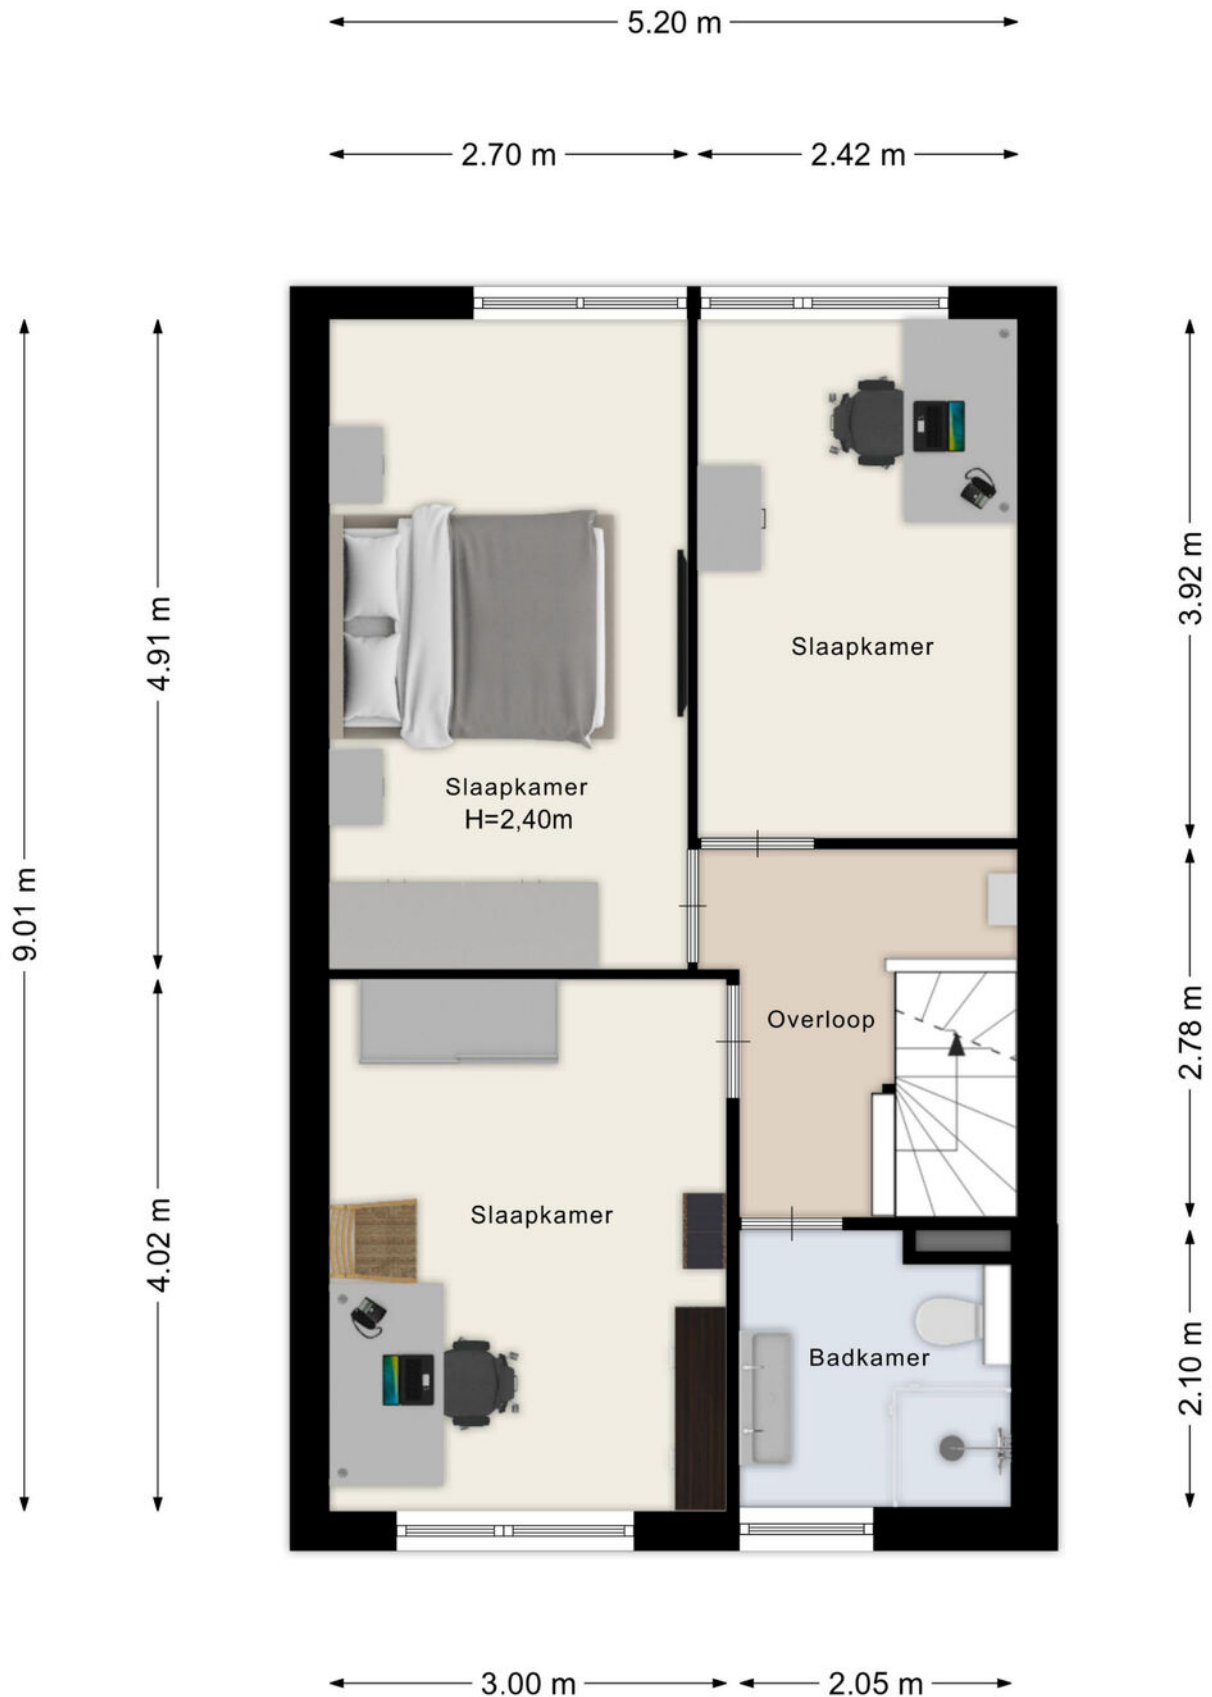 5.20 m
2.70 m
2.42 m
3.92 m
4.91 m
Slaapkamer
Slaapkamer
H=2,40m
9.01 m
Overloop
2.78 m
4.02 m
Slaapkamer
Badkamer
2.10 m
3.00 m
2.05 m